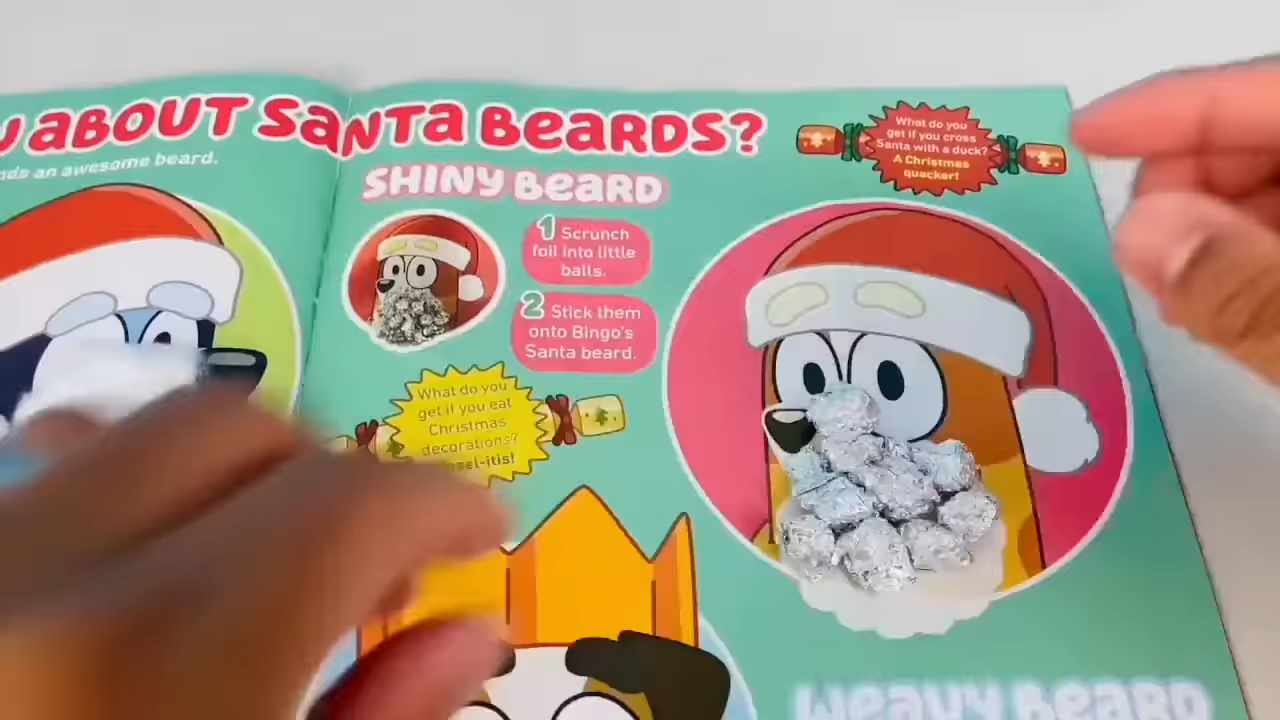 ABOUT SANTA BEARDS?
an awesome beard.
SHINY BEARD
1 Scrunch
foil into little
balls.
2 Stick them
onto Bingo's
Santa beard.
What do you
get if you eat
Christmas
decorations?
What do you
get if you cross
Santa with a duck?
A Christmas
quacker!
BEARD